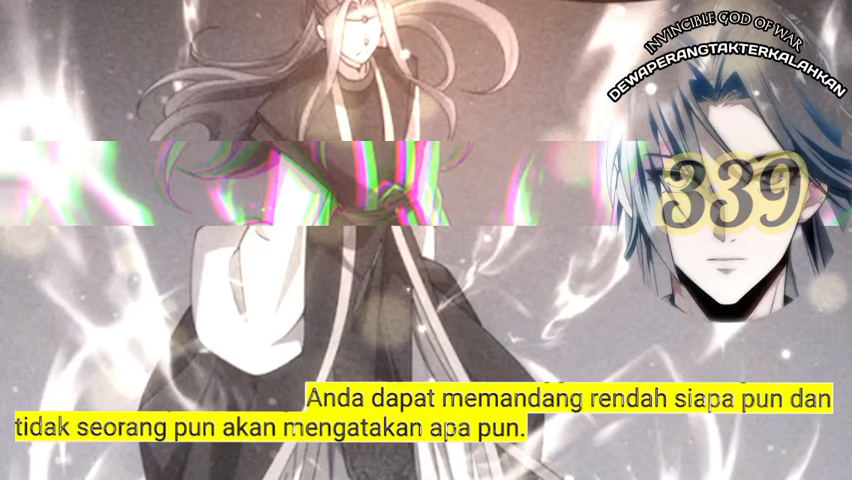 INVINCIBLE GOD OF WAR
DEWAPERANGTAKTERKALAHKAN
339
Anda dapat memandang rendah siapa pun dan
tidak seorang pun akan mengatakan apa pun.